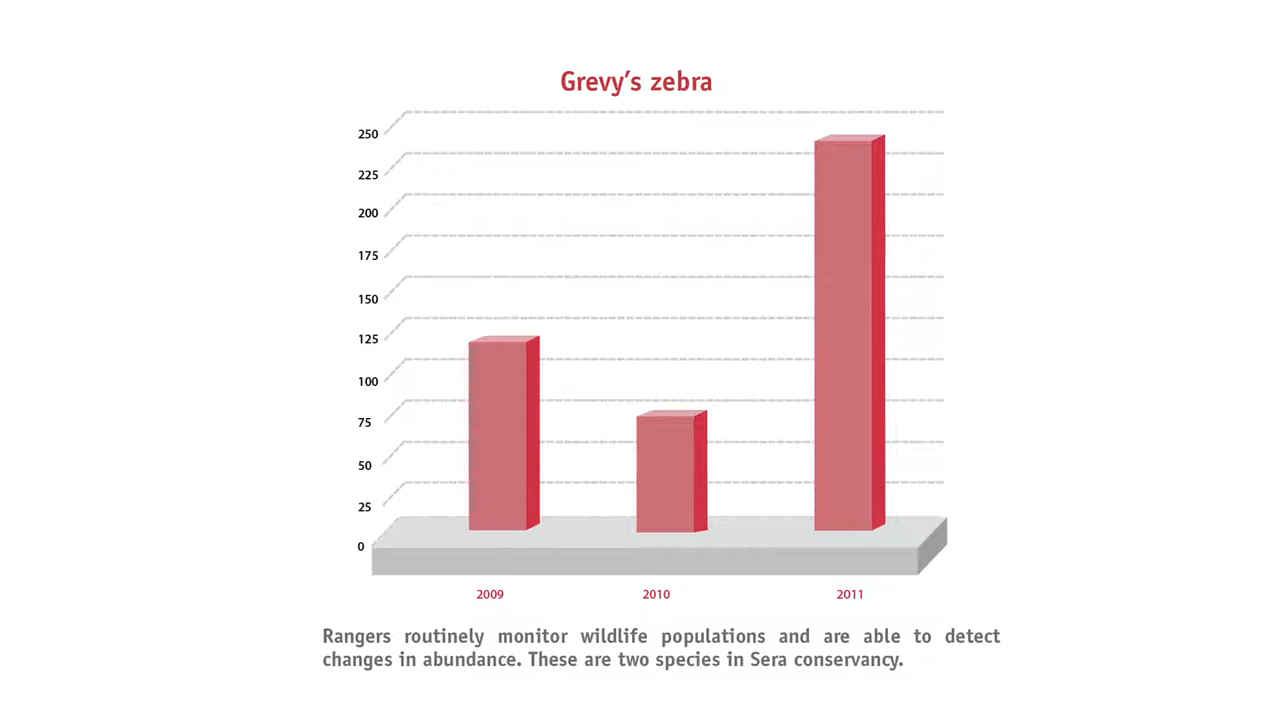 Grevy's zebra
250
225
200
175
150
125
100
75
50
25
0
2009 2010 2011
Rangers routinely monitor wildlife populations and are able to detect
changes in abundance. These are two species in Sera conservancy.